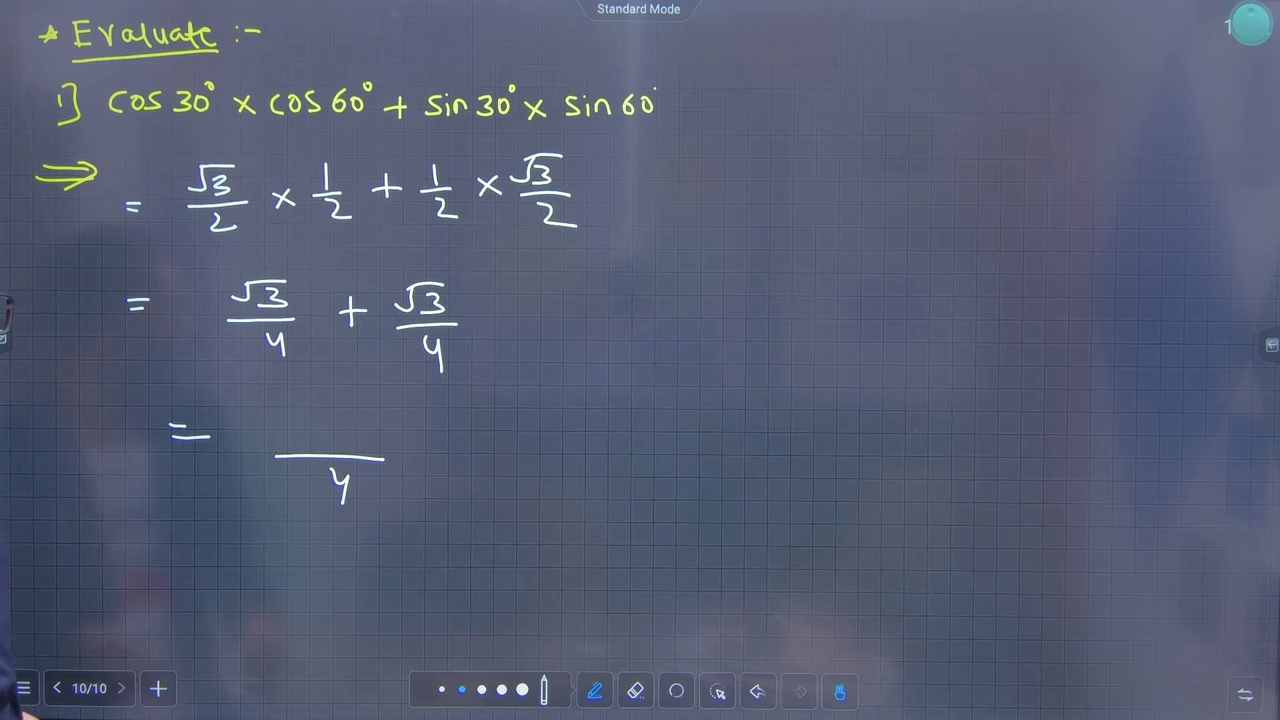 Standard Mode
* Evaluate :-
1] cos 30° × cos 60° + sin 30° × sin 60°
⇒
= √3/2 × 1/2 + 1/2 × √3/2
= √3/4 + √3/4
= /4
10/10